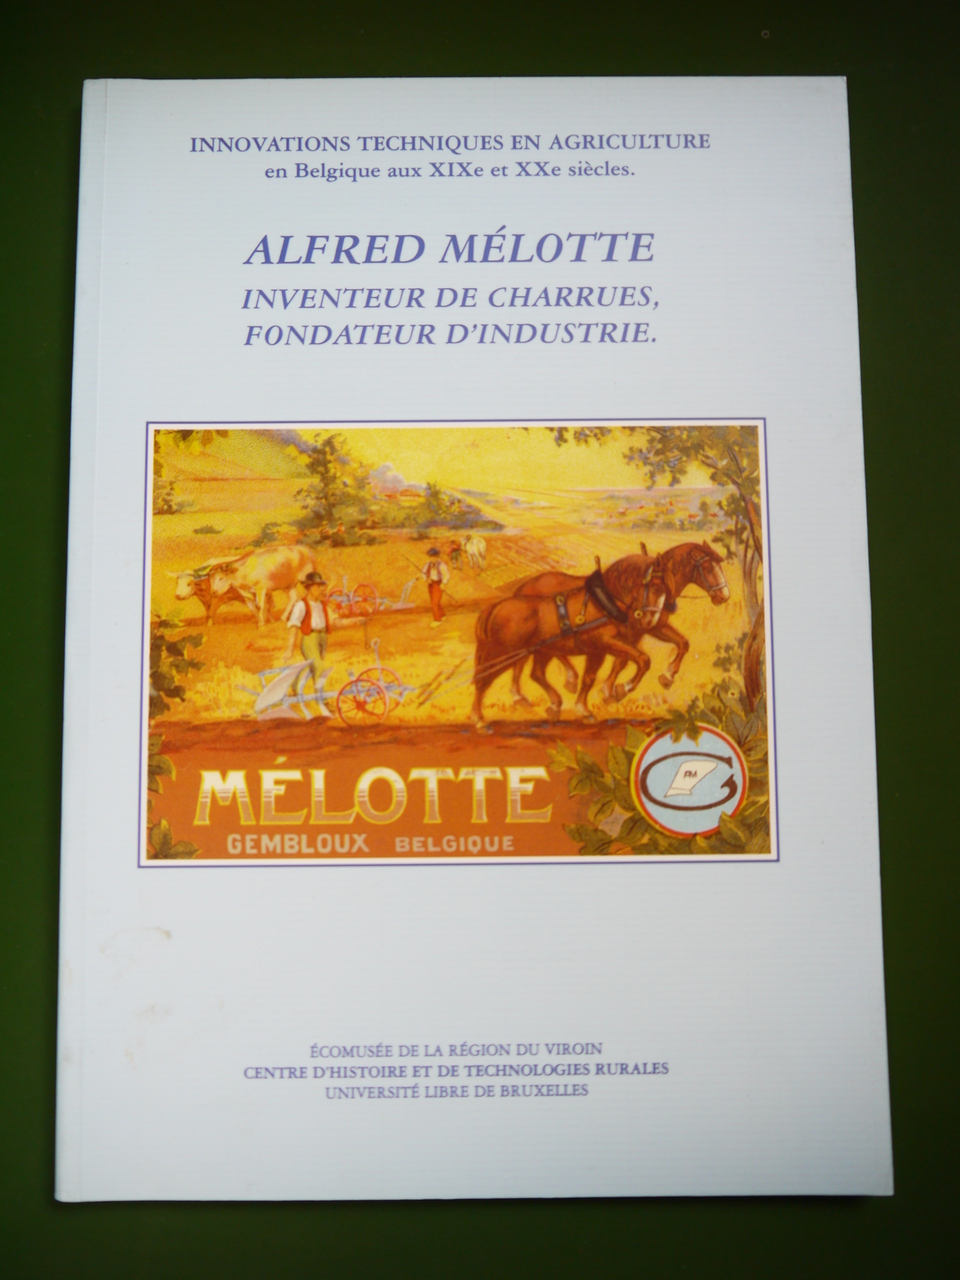 INNOVATIONS TECHNIQUES EN AGRICULTURE
en Belgique aux XIXe et XXe siècles.
ALFRED MÉLOTTE
INVENTEUR DE CHARRUES,
FONDATEUR D'INDUSTRIE.
MÉLOTTE
GEMBLOUX BELGIQUE
AM
G
ÉCOMUSÉE DE LA RÉGION DU VIROIN
CENTRE D'HISTOIRE ET DE TECHNOLOGIES RURALES
UNIVERSITÉ LIBRE DE BRUXELLES